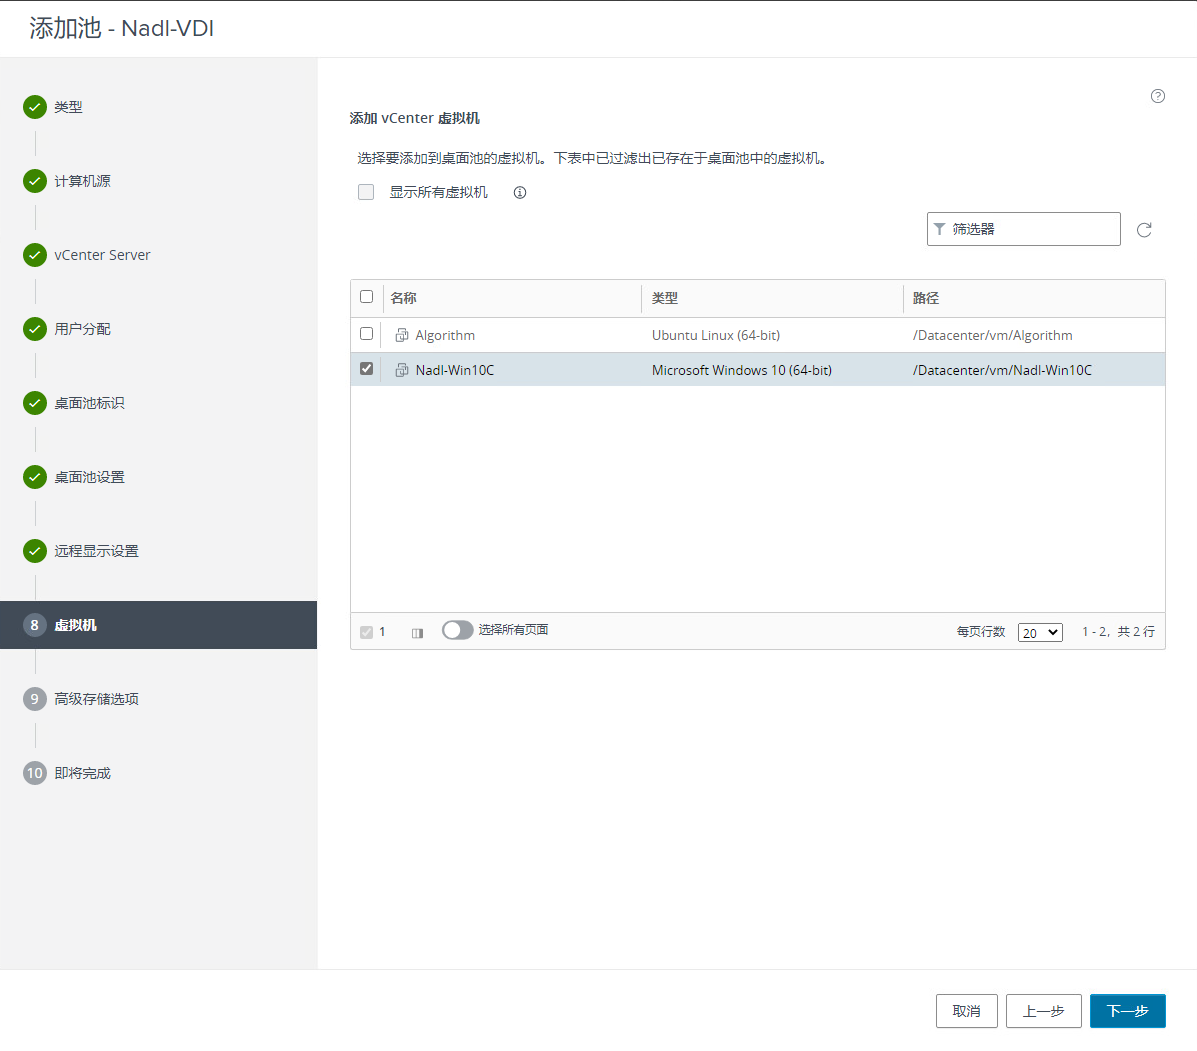 添加池 - Nadl-VDI
类型
计算机源
vCenter Server
用户分配
桌面池标识
桌面池设置
远程显示设置
8 虚拟机
9 高级存储选项
10 即将完成
添加 vCenter 虚拟机
选择要添加到桌面池的虚拟机。下表中已过滤出已存在于桌面池中的虚拟机。
显示所有虚拟机
筛选器
名称 类型 路径
Algorithm Ubuntu Linux (64-bit) /Datacenter/vm/Algorithm
Nadl-Win10C Microsoft Windows 10 (64-bit) /Datacenter/vm/Nadl-Win10C
1 选择所有页面 每页行数 20 1 - 2, 共 2 行
取消 上一步 下一步